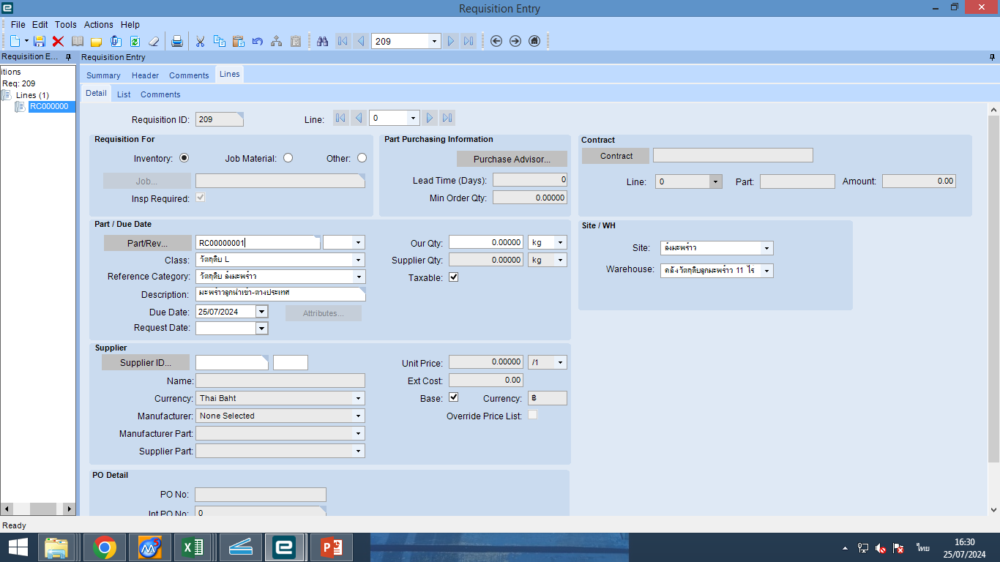 Requisition Entry
File Edit Tools Actions Help
209
Requisition E...
Requisition Entry
itions
Req: 209
Lines (1)
RC000000
Summary Header Comments Lines
Detail List Comments
Requisition ID: 209 Line: 0
Requisition For
Inventory: Job Material: Other:
Job...
Insp Required:
Part Purchasing Information
Purchase Advisor...
Lead Time (Days): 0
Min Order Qty: 0.00000
Contract
Contract
Line: 0 Part: Amount: 0.00
Part / Due Date
Part/Rev... RC00000001
Class: วัตถุดิบ L
Reference Category: วัตถุดิบ ล้งมะพร้าว
Description: มะพร้าวลูกนำเข้า-ต่างประเทศ
Due Date: 25/07/2024 Attributes...
Request Date:
Our Qty: 0.00000 kg
Supplier Qty: 0.00000 kg
Taxable:
Site / WH
Site: ล้งมะพร้าว
Warehouse: คลังวัตถุดิบลูกมะพร้าว 11 ไร่
Supplier
Supplier ID...
Name:
Currency: Thai Baht
Manufacturer: None Selected
Manufacturer Part:
Supplier Part:
Unit Price: 0.00000 /1
Ext Cost: 0.00
Base: Currency: ฿
Override Price List:
PO Detail
PO No:
Int PO No: 0
Ready
ไทย
16:30
25/07/2024